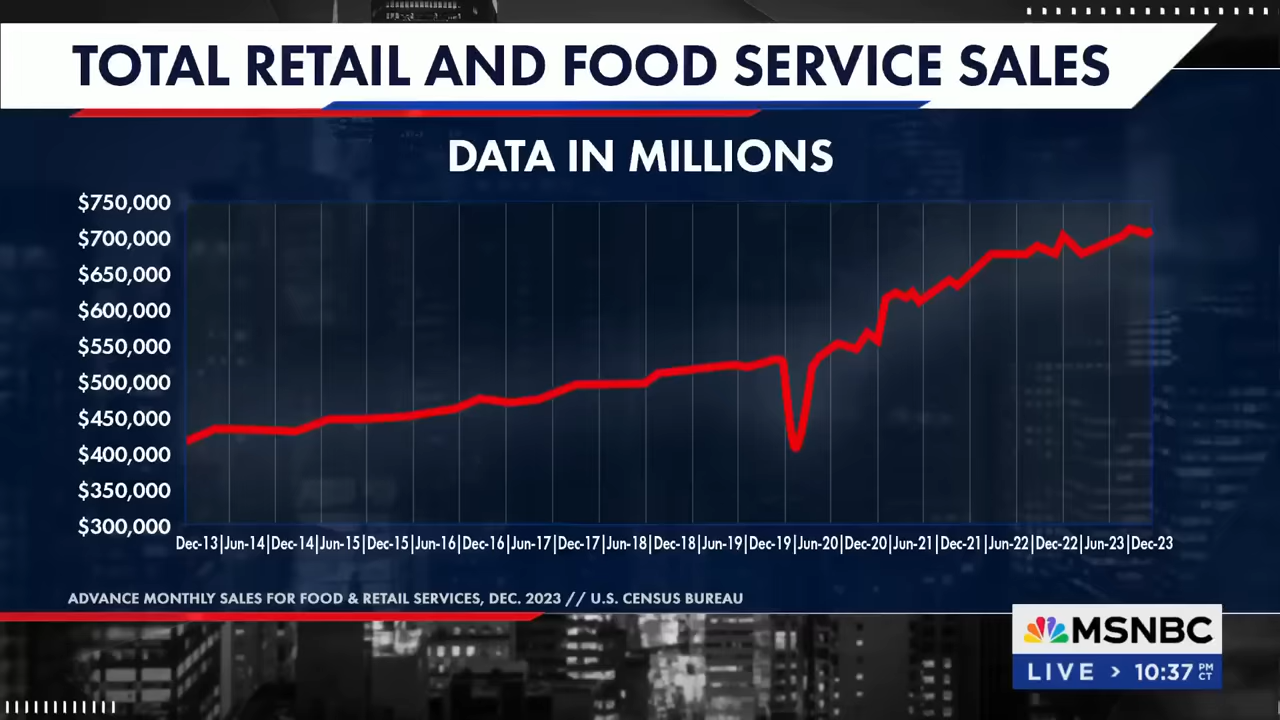 TOTAL RETAIL AND FOOD SERVICE SALES
DATA IN MILLIONS
$750,000
$700,000
$650,000
$600,000
$550,000
$500,000
$450,000
$400,000
$350,000
$300,000
Dec-13|Jun-14|Dec-14|Jun-15|Dec-15|Jun-16|Dec-16|Jun-17|Dec-17|Jun-18|Dec-18|Jun-19|Dec-19|Jun-20|Dec-20|Jun-21|Dec-21|Jun-22|Dec-22|Jun-23|Dec-23
ADVANCE MONTHLY SALES FOR FOOD & RETAIL SERVICES, DEC. 2023 // U.S. CENSUS BUREAU
MSNBC
LIVE > 10:37 PM CT